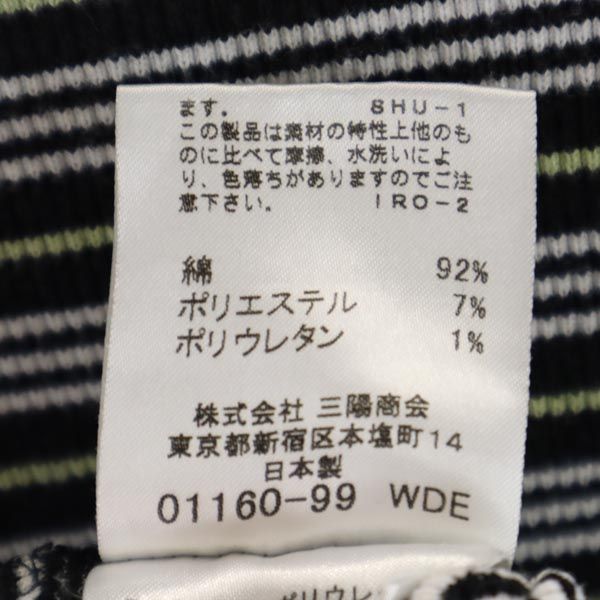 ます。 SHU-1
この製品は素材の特性上他のも
のに比べて摩擦、水洗いによ
り、色落ちがありますのでご注
意下さい。 IRO-2
綿 92%
ポリエステル 7%
ポリウレタン 1%
株式会社 三陽商会
東京都新宿区本塩町14
日本製
01160-99 WDE
ポリウレ